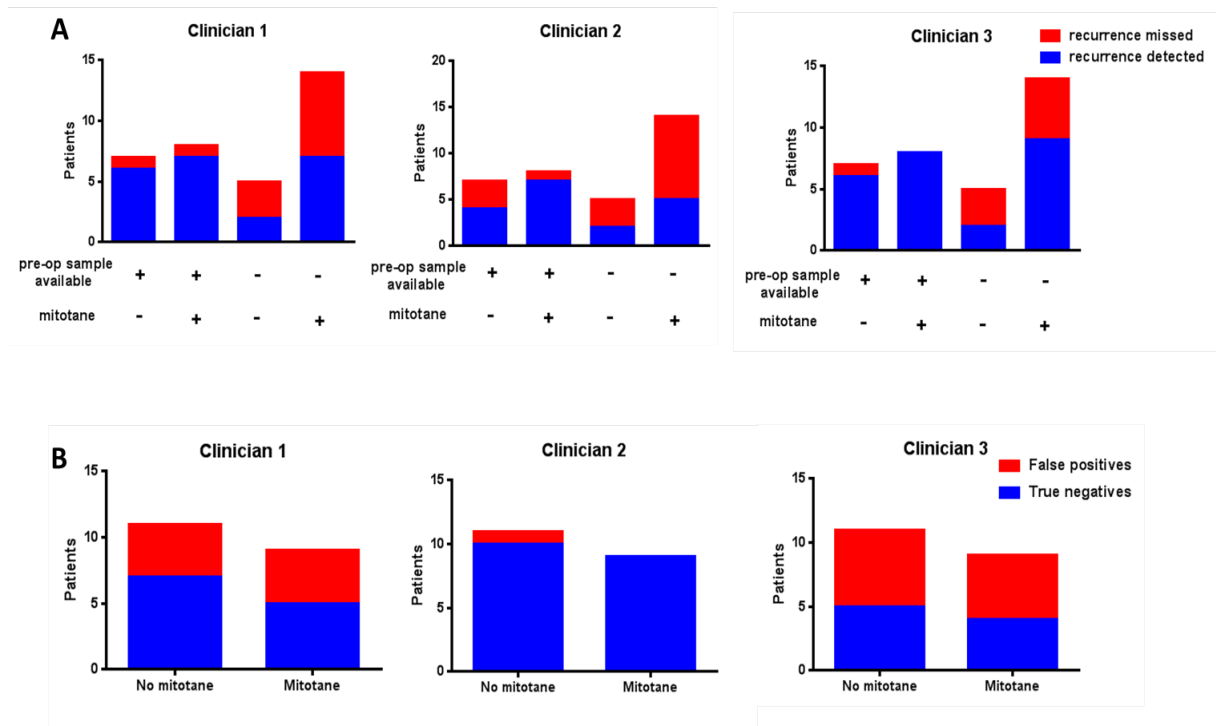 A
Clinician 1
15
10
5
0
Patients
pre-op sample
available
+ + - -
mitotane
- + - +
Clinician 2
20
15
10
5
0
Patients
pre-op sample
available
+ + - -
mitotane
- + - +
Clinician 3
recurrence missed
recurrence detected
15
10
5
0
Patients
pre-op sample
available
+ + - -
mitotane
- + - +
B
Clinician 1
15
10
5
0
Patients
No mitotane Mitotane
Clinician 2
15
10
5
0
Patients
No mitotane Mitotane
Clinician 3
False positives
True negatives
15
10
5
0
Patients
No mitotane Mitotane